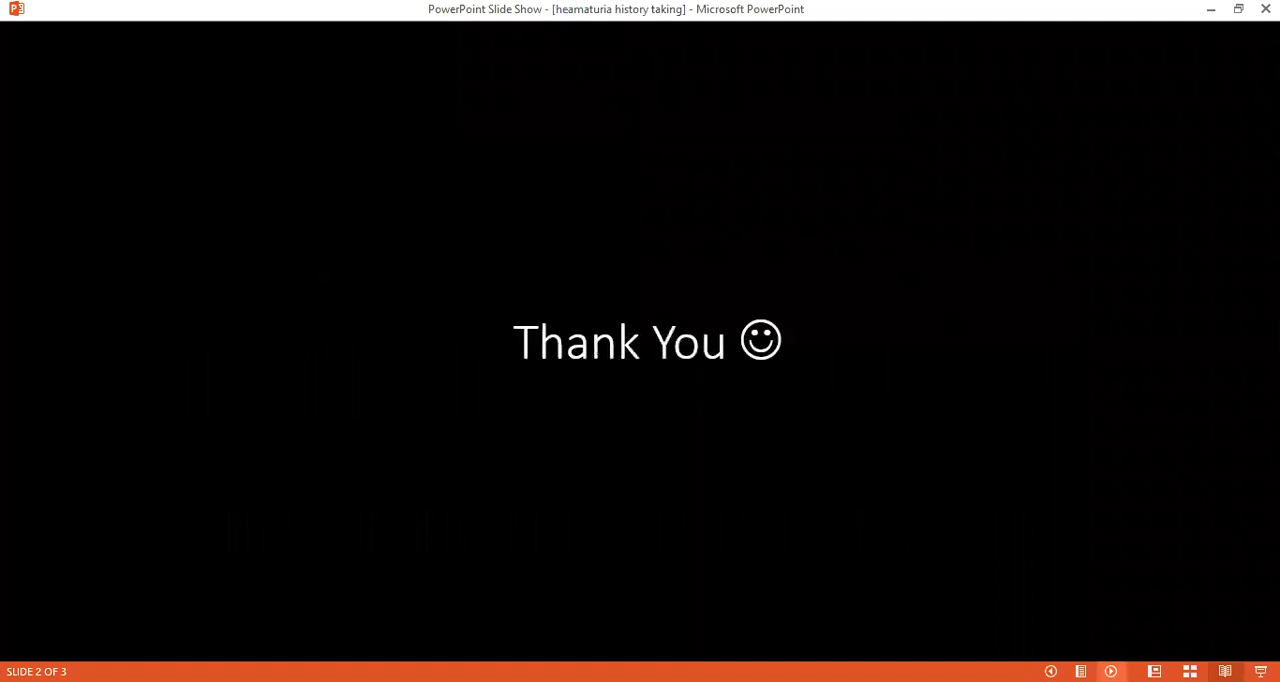 PowerPoint Slide Show - [heamaturia history taking] - Microsoft PowerPoint
Thank You ☺
SLIDE 2 OF 3